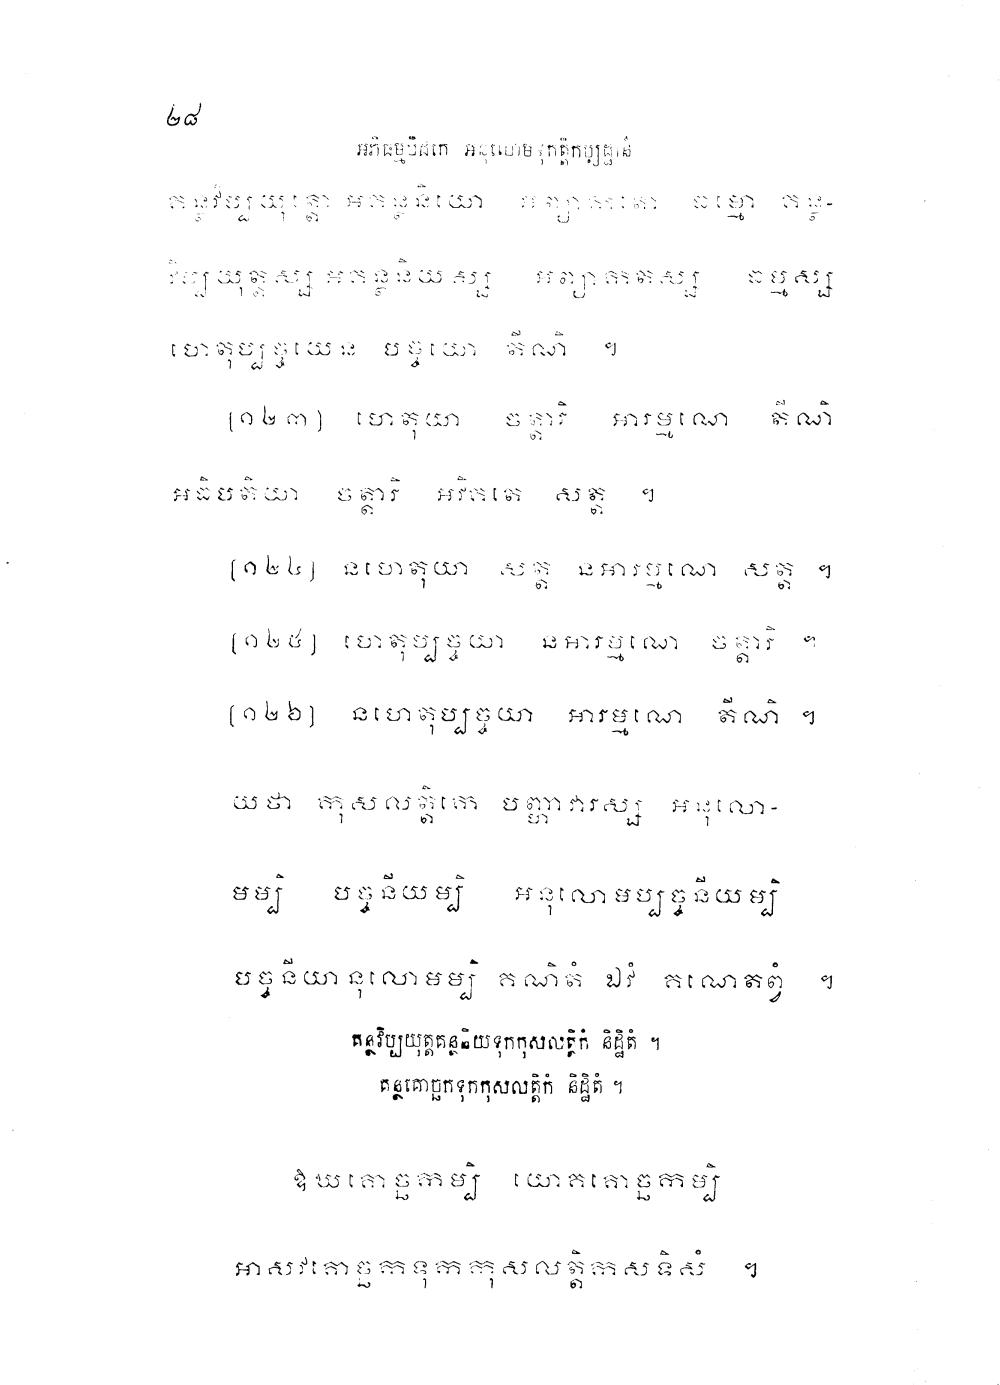 ២៨
អភិធម្មបិដកេ អនុលោមទុកត្តិកប្បដ្ឋានំ
គន្ថវិប្បយុត្តោ អគន្ថនិយោ អព្យាកតោ ធម្មោ គន្ថ-
វិប្បយុត្តស្ស អគន្ថនិយស្ស អព្យាកតស្ស ធម្មស្ស
ហេតុប្បច្ចយេន បច្ចយោ តីណិ ។
[១២៣] ហេតុយា ចត្តារិ អារម្មណេ តីណិ
អធិបតិយា ចត្តារិ អវិគតេ សត្ត ។
[១២៤] នហេតុយា សត្ត នអារម្មណេ សត្ត ។
[១២៥] ហេតុប្បច្ចយា នអារម្មណេ ចត្តារិ ។
[១២៦] នហេតុប្បច្ចយា អារម្មណេ តីណិ ។
យថា កុសលត្តិកេ បញ្ហាវារស្ស អនុលោ-
មម្បិ បច្ចនីយម្បិ អនុលោមប្បច្ចនីយម្បិ
បច្ចនីយានុលោមម្បិ គណិតំ ឯវំ គណេតព្វំ ។
គន្ថវិប្បយុត្តគន្ថនិយទុកកុសលត្តិកំ និដ្ឋិតំ ។
គន្ថគោច្ឆកទុកកុសលត្តិកំ និដ្ឋិតំ ។
ឱឃគោច្ឆកម្បិ យោគគោច្ឆកម្បិ
អាសវគោច្ឆកទុកកុសលត្តិកសទិសំ ។